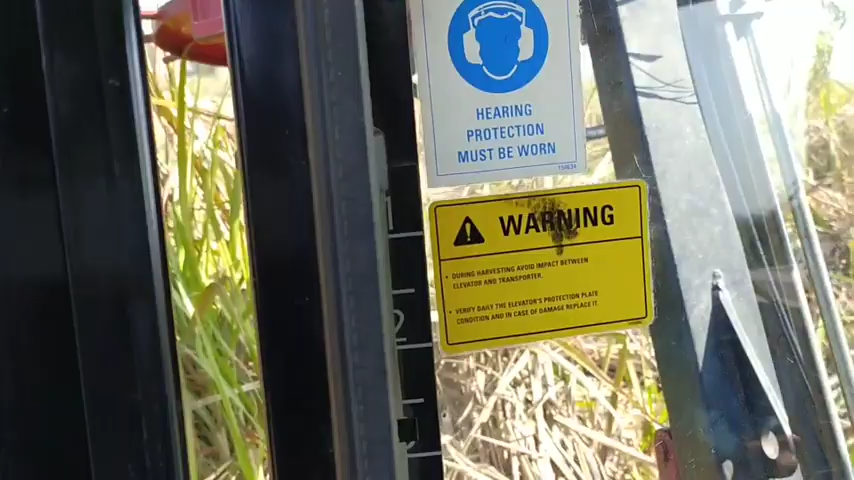 HEARING
PROTECTION
MUST BE WORN
WARNING
• DURING HARVESTING AVOID IMPACT BETWEEN
ELEVATOR AND TRANSPORTER.
• VERIFY DAILY THE ELEVATOR'S PROTECTION PLATE
CONDITION AND IN CASE OF DAMAGE REPLACE IT.
1
2